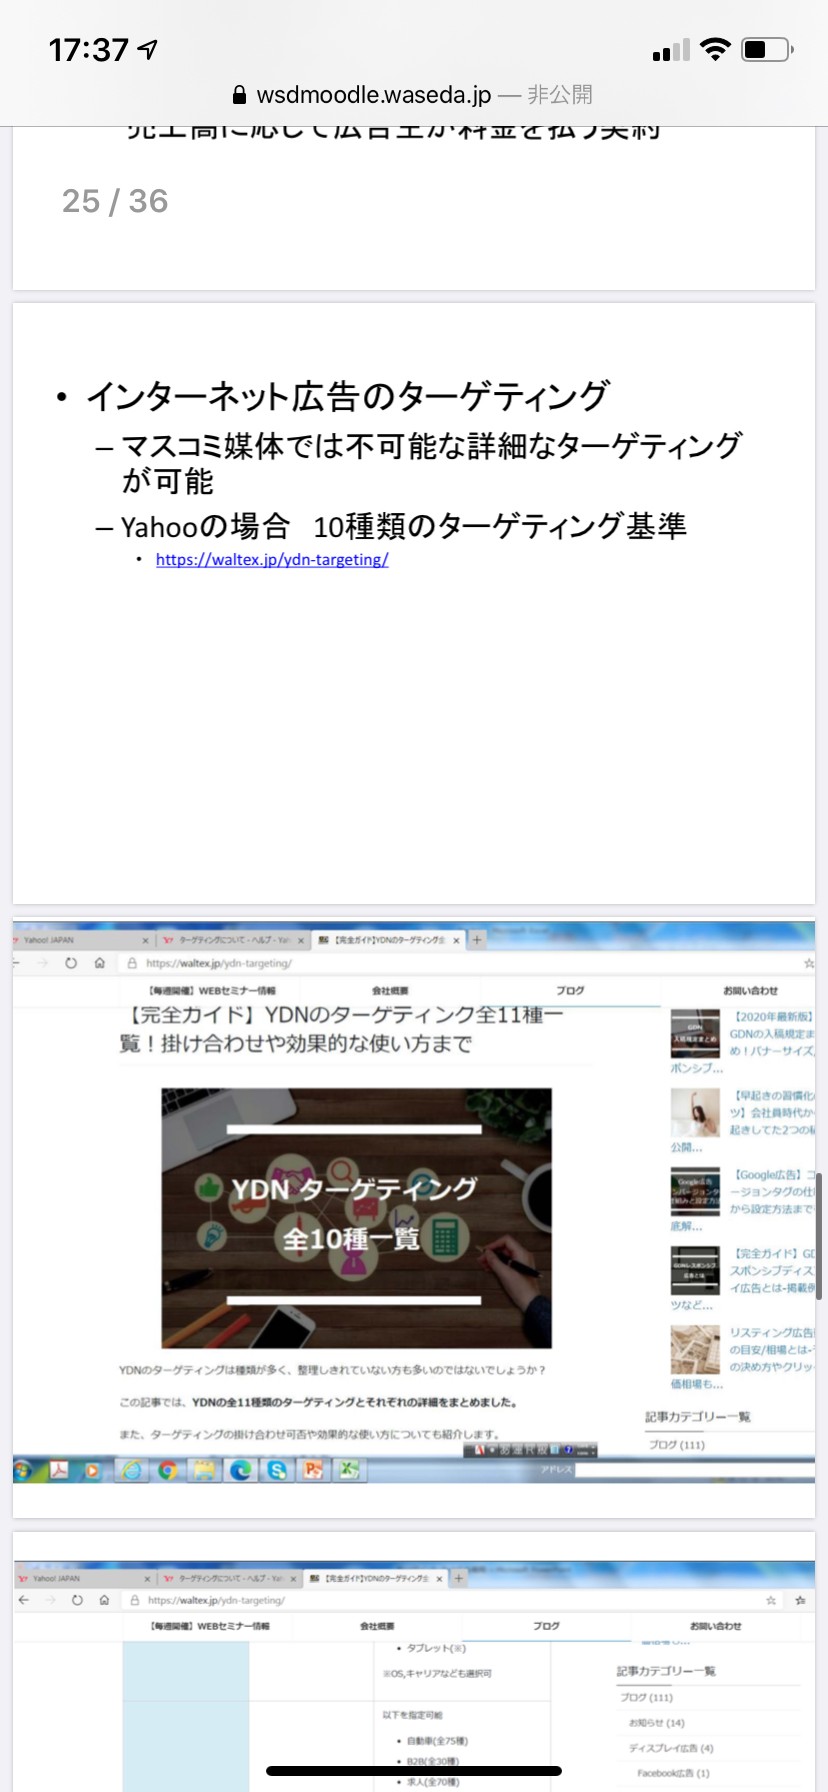 17:37
wsdmoodle.waseda.jp — 非公開
売上高に応じて広告主が料金を払う契約
25 / 36
• インターネット広告のターゲティング
– マスコミ媒体では不可能な詳細なターゲティング
が可能
– Yahooの場合 10種類のターゲティング基準
• https://waltex.jp/ydn-targeting/
Yahoo! JAPAN
ターゲティングについて - ヘルプ - Yah
【完全ガイド】YDNのターゲティング全
https://waltex.jp/ydn-targeting/
【毎週開催】WEBセミナー情報 会社概要 ブログ お問い合わせ
【完全ガイド】YDNのターゲティング全11種一
覧！掛け合わせや効果的な使い方まで
YDN ターゲティング
全10種一覧
YDNのターゲティングは種類が多く、整理しきれていない方も多いのではないでしょうか？
この記事では、YDNの全11種類のターゲティングとそれぞれの詳細をまとめました。
また、ターゲティングの掛け合わせ可否や効果的な使い方についても紹介します。
【2020年最新版】
GDNの入稿規定ま
め！バナーサイズ
ポンシブ...
【早起きの習慣化
ツ】会社員時代か
起きしてた2つの
公開...
【Google広告】コ
ージョンタグの仕
から設定方法まで
底解...
【完全ガイド】GD
スポンシブディス
イ広告とは-掲載例
ツなど...
リスティング広告
の目安/相場とは-
の決め方やクリッ
価相場も...
記事カテゴリー一覧
ブログ (111)
アドレス
Yahoo! JAPAN
ターゲティングについて - ヘルプ - Yah
【完全ガイド】YDNのターゲティング全
https://waltex.jp/ydn-targeting/
【毎週開催】WEBセミナー情報 会社概要 ブログ お問い合わせ
• タブレット(※)
※OS,キャリアなども選択可
以下を指定可能
• 自動車(全75種)
• B2B(全30種)
• 求人(全70種)
記事カテゴリー一覧
ブログ (111)
お知らせ (14)
ディスプレイ広告 (4)
Facebook広告 (1)